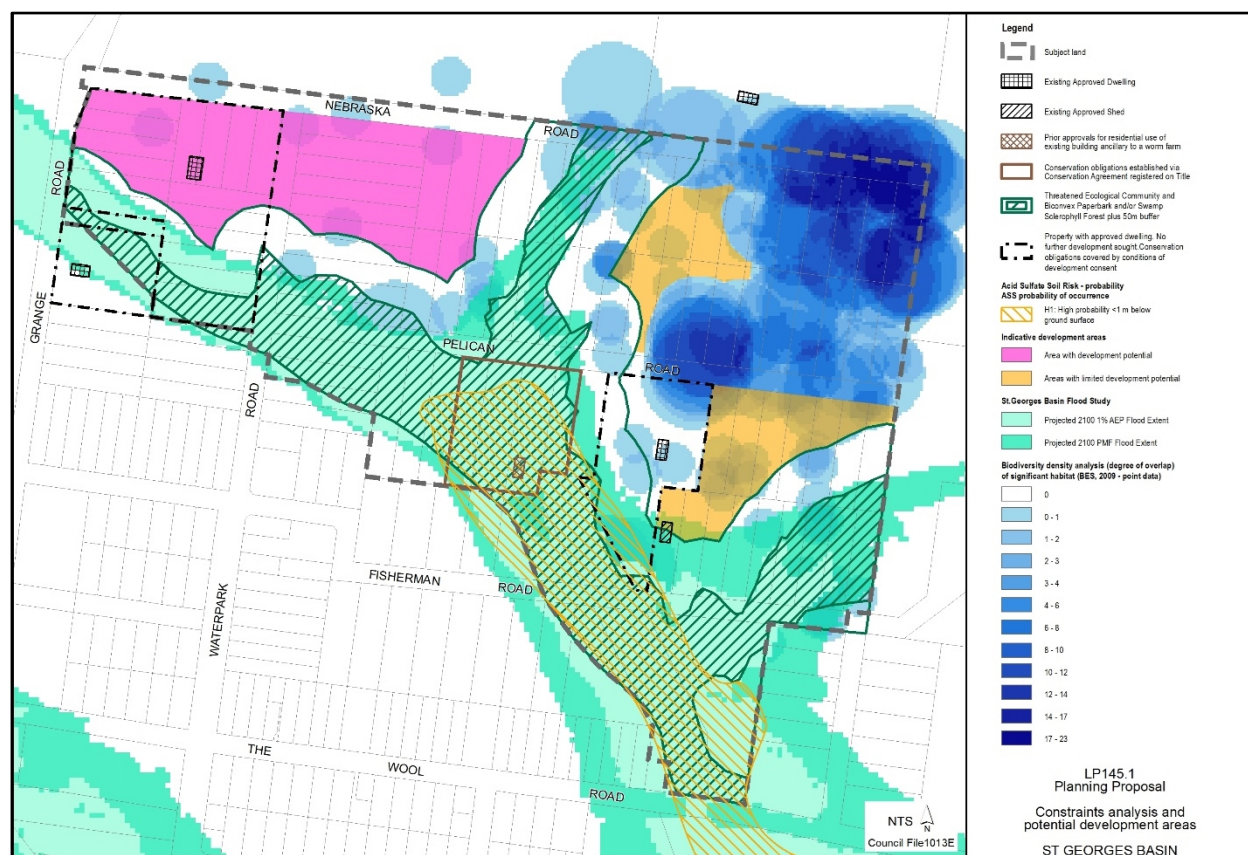 NEBRASKA
ROAD
ROAD
GRANGE
PELICAN
ROAD
ROAD
FISHERMAN
ROAD
WATERPARK
THE
WOOL
ROAD
NTS
N
Council File1013E
Legend
Subject land
Existing Approved Dwelling
Existing Approved Shed
Prior approvals for residential use of
existing building ancillary to a worm farm
Conservation obligations established via
Conservation Agreement registered on Title
Threatened Ecological Community and
Biconvex Paperbark and/or Swamp
Solerophyll Forest plus 50m buffer
Property with approved dwelling. No
further development sought.Conservation
obligations covered by conditions of
development consent
Acid Sulfate Soil Risk - probability
ASS probability of occurrence
H1: High probability <1 m below
ground surface
Indicative development areas
Area with development potential
Areas with limited development potential
St.Georges Basin Flood Study
Projected 2100 1% AEP Flood Extent
Projected 2100 PMF Flood Extent
Biodiversity density analysis (degree of overlap)
of significant habitat (BES, 2009 - point data)
0
0 - 1
1 - 2
2 - 3
3 - 4
4 - 6
6 - 8
8 - 10
10 - 12
12 - 14
14 - 17
17 - 23
LP145.1
Planning Proposal
Constraints analysis and
potential development areas
ST GEORGES BASIN